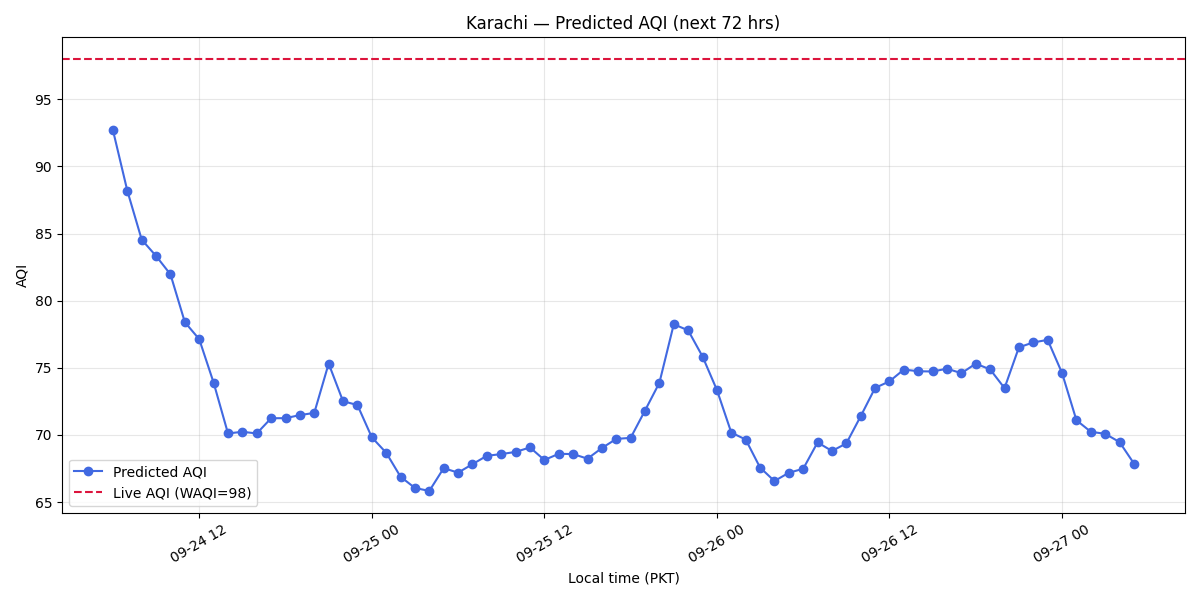 Karachi — Predicted AQI (next 72 hrs)
AQI
95
90
85
80
75
70
65
Predicted AQI
Live AQI (WAQI=98)
09-24 12
09-25 00
09-25 12
09-26 00
09-26 12
09-27 00
Local time (PKT)